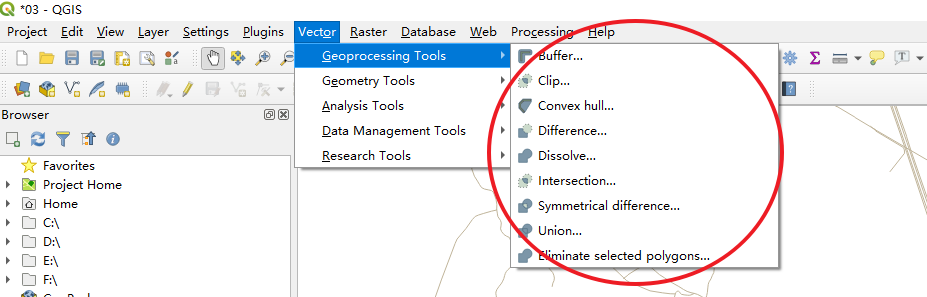 *03 - QGIS
Project Edit View Layer Settings Plugins Vector Raster Database Web Processing Help
Geoprocessing Tools
Geometry Tools
Analysis Tools
Data Management Tools
Research Tools
Buffer...
Clip...
Convex hull...
Difference...
Dissolve...
Intersection...
Symmetrical difference...
Union...
Eliminate selected polygons...
Browser
Favorites
Project Home
Home
C:\
D:\
E:\
F:\